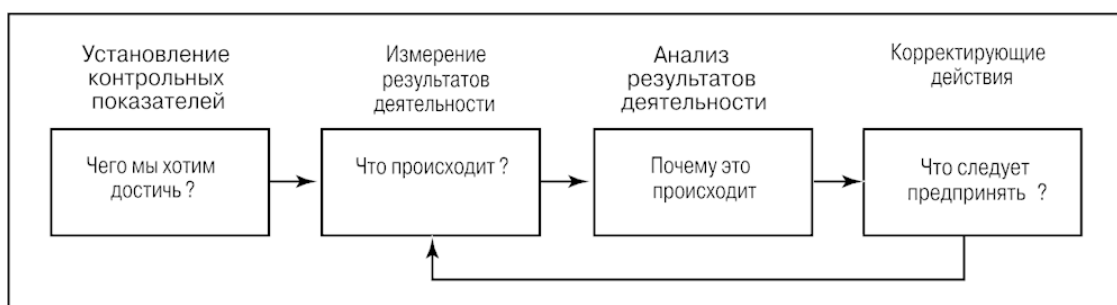 Установление
контрольных
показателей
Измерение
результатов
деятельности
Анализ
результатов
деятельности
Корректирующие
действия
Чего мы хотим
достичь ?
Что происходит ?
Почему это
происходит
Что следует
предпринять ?